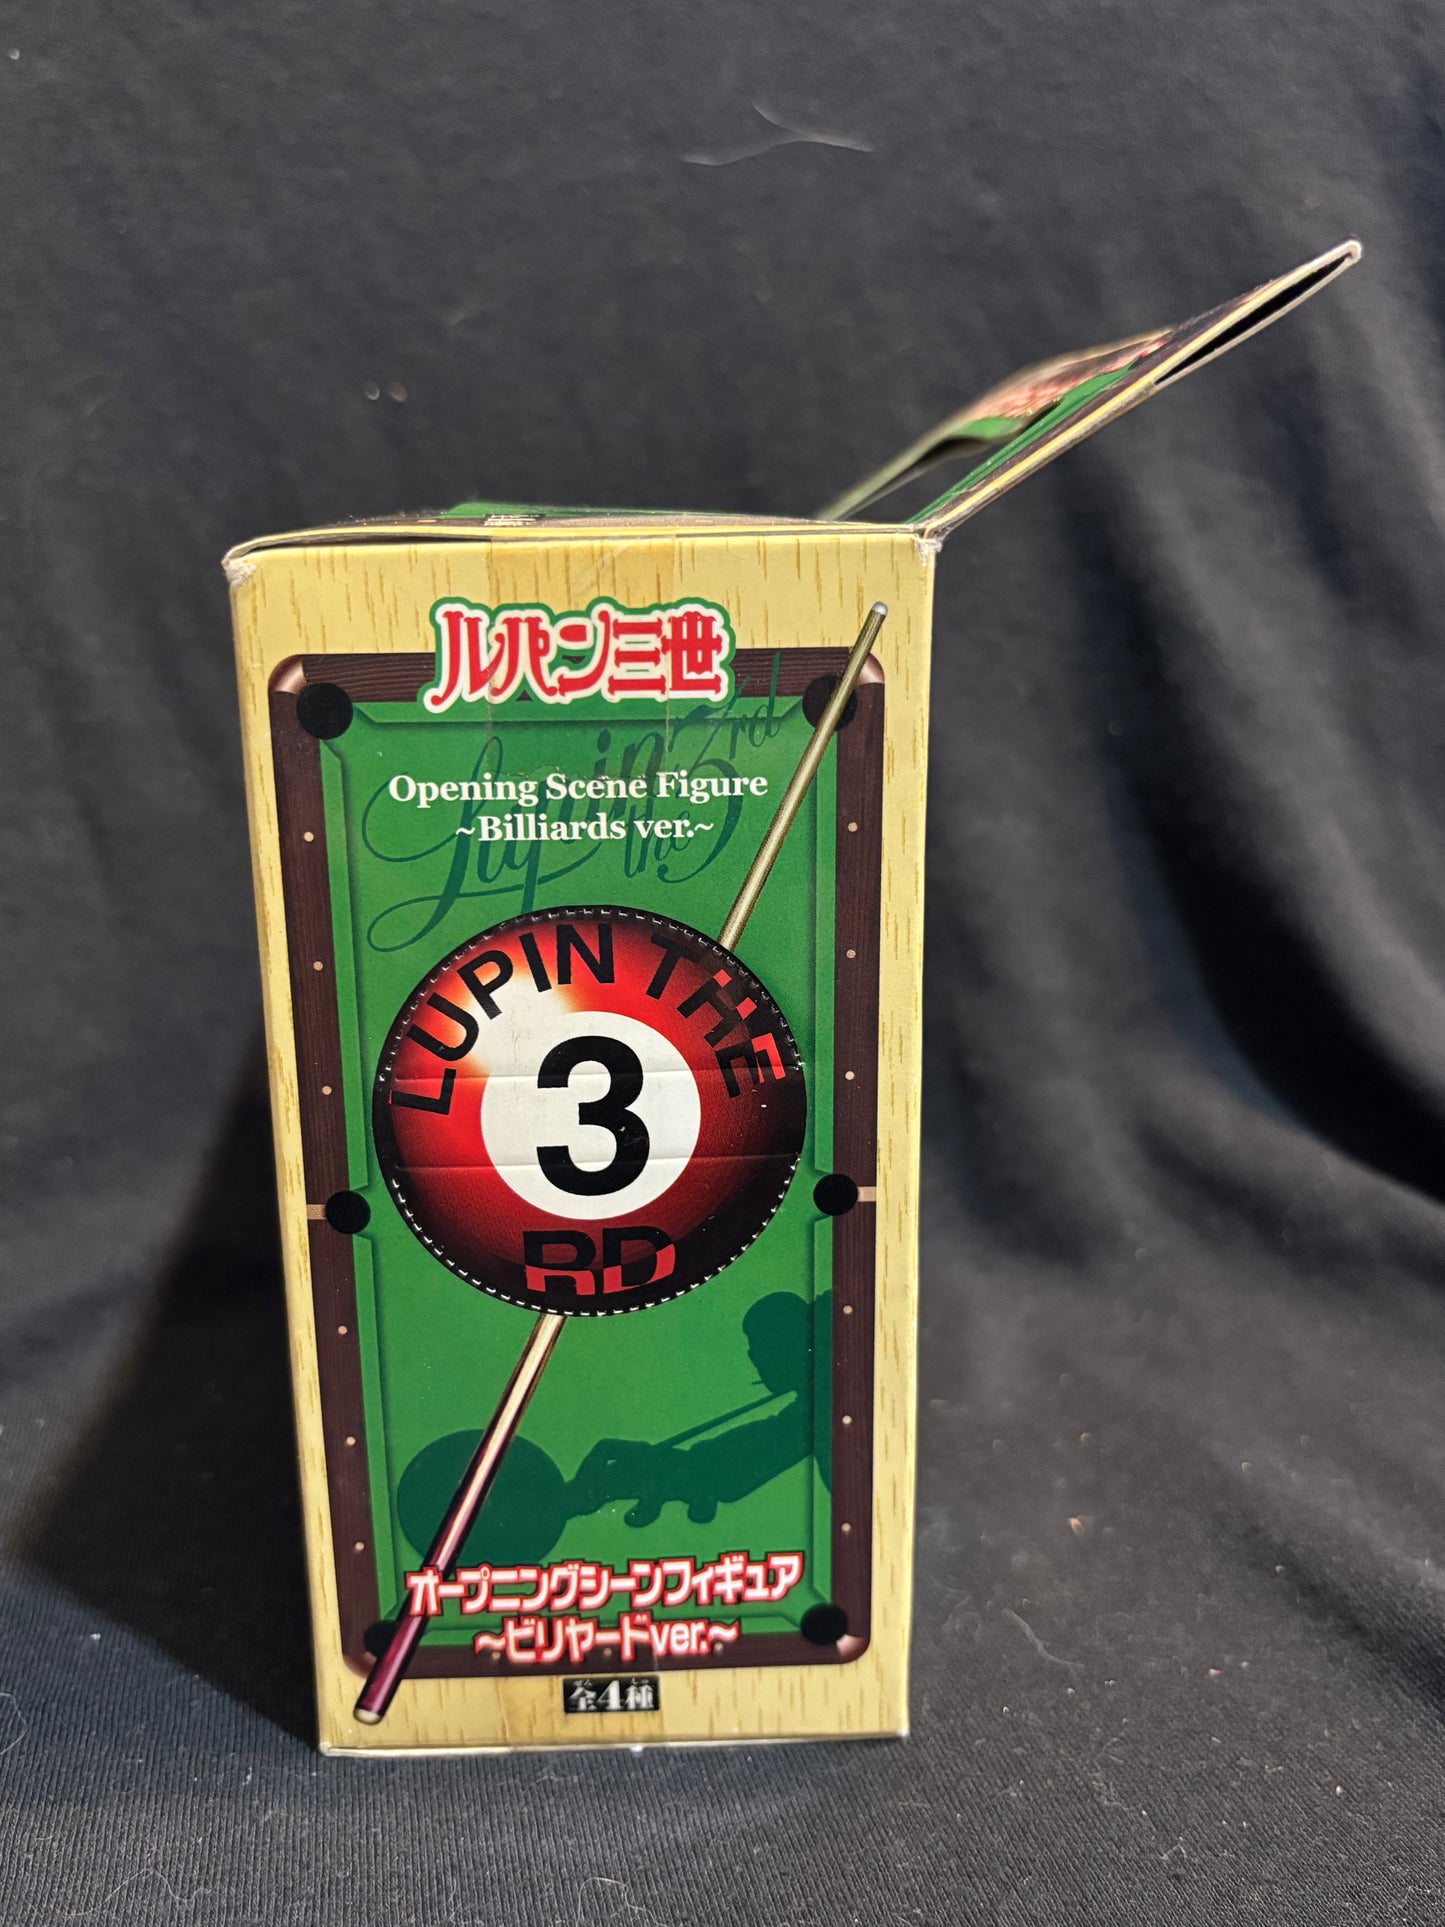 ルパン三世
Lupin the 3rd
Opening Scene Figure
~Billiards ver.~
LUPIN THE
3
RD
オープニングシーンフィギュア
~ビリヤードver.~
全4種